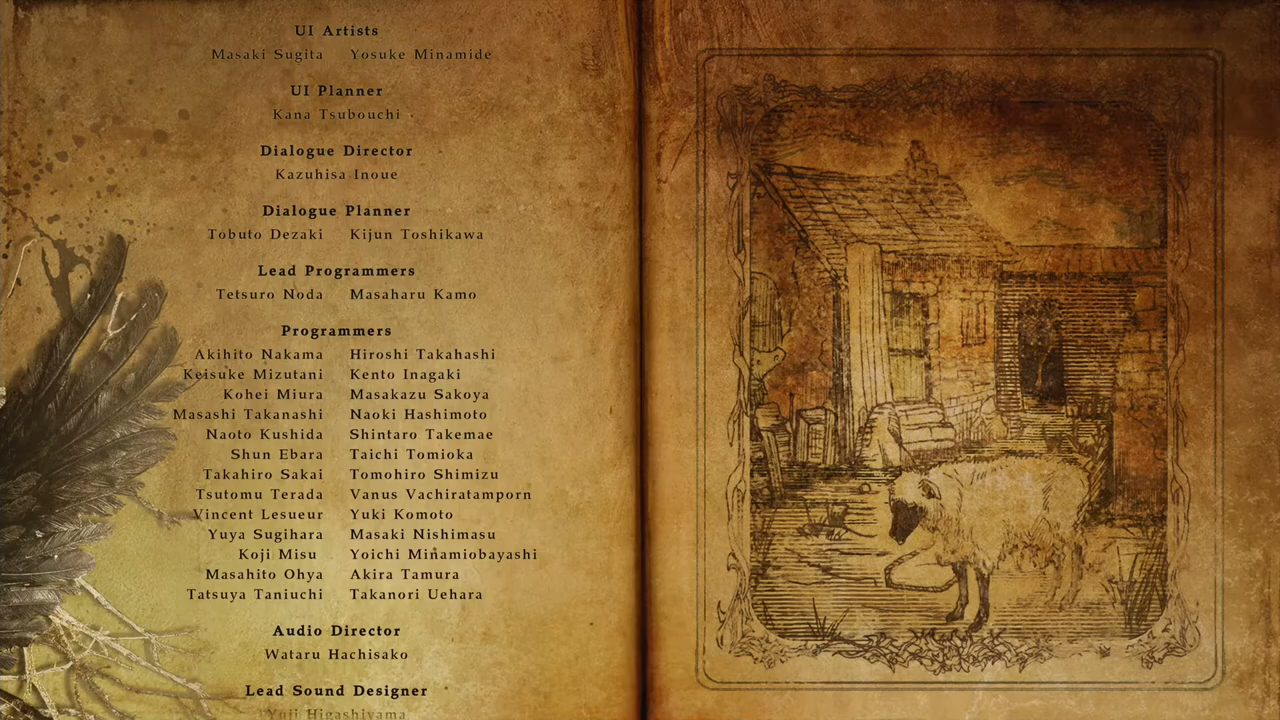 UI Artists
Masaki Sugita Yosuke Minamide
UI Planner
Kana Tsubouchi
Dialogue Director
Kazuhisa Inoue
Dialogue Planner
Tobuto Dezaki Kijun Toshikawa
Lead Programmers
Tetsuro Noda Masaharu Kamo
Programmers
Akihito Nakama Hiroshi Takahashi
Keisuke Mizutani Kento Inagaki
Kohei Miura Masakazu Sakoya
Masashi Takanashi Naoki Hashimoto
Naoto Kushida Shintaro Takemae
Shun Ebara Taichi Tomioka
Takahiro Sakai Tomohiro Shimizu
Tsutomu Terada Vanus Vachiratamporn
Vincent Lesueur Yuki Komoto
Yuya Sugihara Masaki Nishimasu
Koji Misu Yoichi Minamiobayashi
Masahito Ohya Akira Tamura
Tatsuya Taniuchi Takanori Uehara
Audio Director
Wataru Hachisako
Lead Sound Designer
Yuji Higashiyama